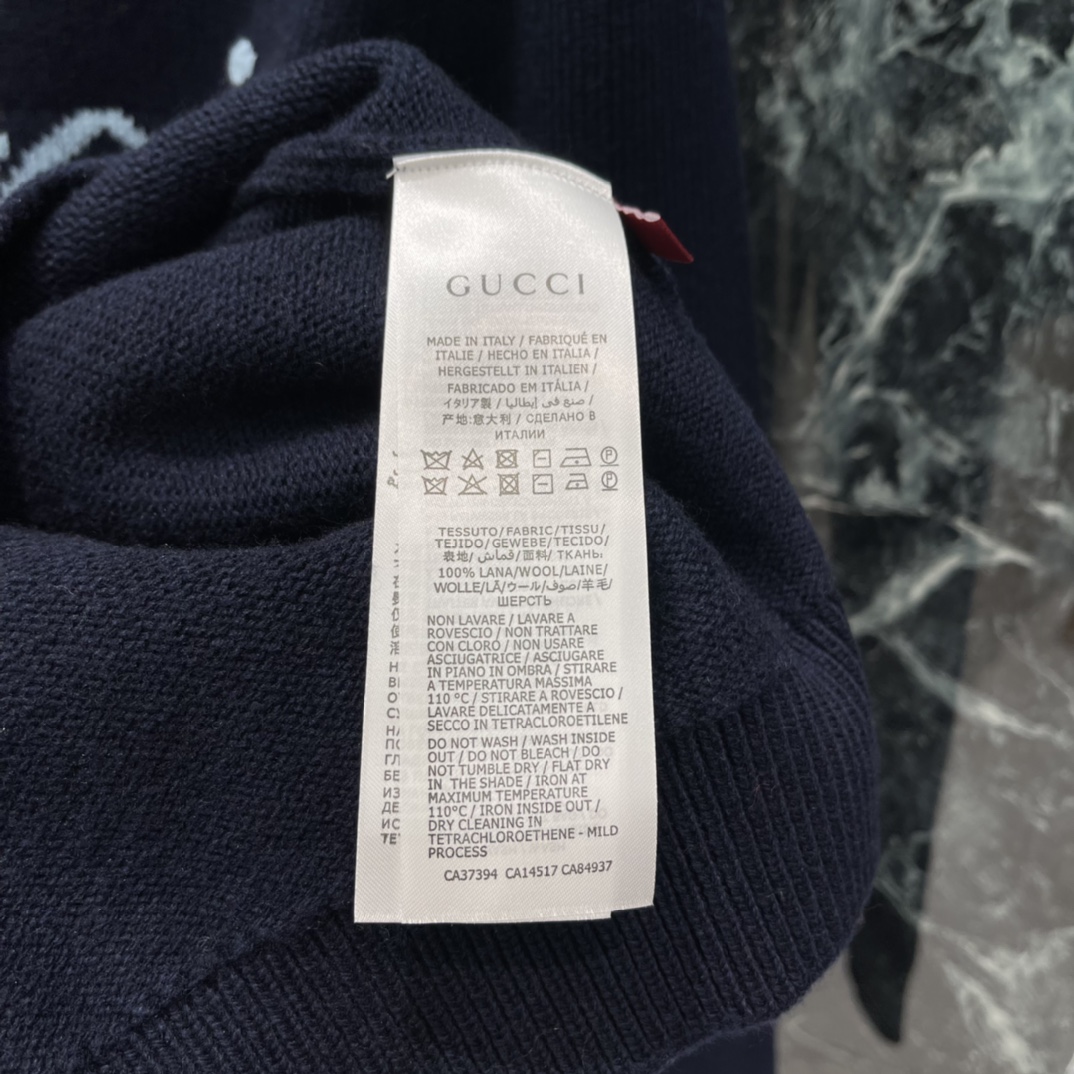 GUCCI
MADE IN ITALY / FABRIQUÉ EN
ITALIE / HECHO EN ITALIA /
HERGESTELLT IN ITALIEN /
FABRICADO EM ITÁLIA /
イタリア製 / صنع في إيطاليا /
产地:意大利 / СДЕЛАНО В
ИТАЛИИ
TESSUTO/FABRIC/TISSU/
TEJIDO/GEWEBE/TECIDO/
表地/قماش/面料/ ТКАНЬ
100% LANA/WOOL/LAINE/
WOLLE/LÃ/ウール/صوف/羊毛/
ШЕРСТЬ
NON LAVARE / LAVARE A
ROVESCIO / NON TRATTARE
CON CLORO / NON USARE
ASCIUGATRICE / ASCIUGARE
IN PIANO IN OMBRA / STIRARE
A TEMPERATURA MASSIMA
110 °C / STIRARE A ROVESCIO /
LAVARE DELICATAMENTE A
SECCO IN TETRACLOROETILENE
DO NOT WASH / WASH INSIDE
OUT / DO NOT BLEACH / DO
NOT TUMBLE DRY / FLAT DRY
IN THE SHADE / IRON AT
MAXIMUM TEMPERATURE
110°C / IRON INSIDE OUT /
DRY CLEANING IN
TETRACHLOROETHENE - MILD
PROCESS
CA37394 CA14517 CA84937